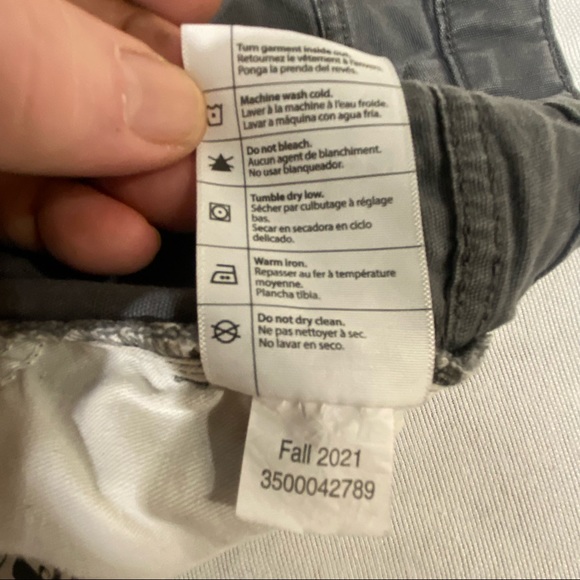 Turn garment inside out.
Retournez le vêtement à l'envers.
Ponga la prenda del revés.
Machine wash cold.
Laver à la machine à l'eau froide.
Lavar a máquina con agua fría.
Do not bleach.
Aucun agent de blanchiment.
No usar blanqueador.
Tumble dry low.
Sécher par culbutage à réglage
bas.
Secar en secadora en ciclo
delicado.
Warm iron.
Repasser au fer à température
moyenne.
Plancha tibia.
Do not dry clean.
Ne pas nettoyer à sec.
No lavar en seco.
Fall 2021
3500042789